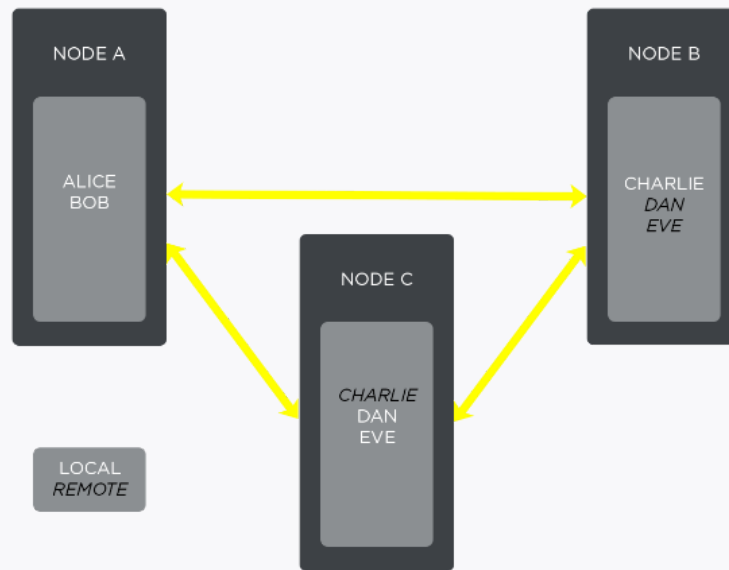 NODE A
ALICE
BOB
NODE B
CHARLIE
DAN
EVE
NODE C
CHARLIE
DAN
EVE
LOCAL
REMOTE